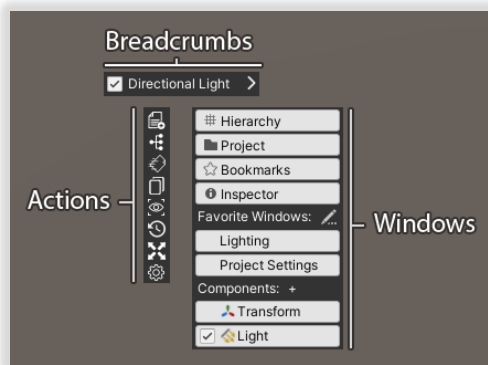 Breadcrumbs
Directional Light
Actions
Hierarchy
Project
Bookmarks
Inspector
Favorite Windows:
Lighting
Project Settings
Components: +
Transform
Light
Windows